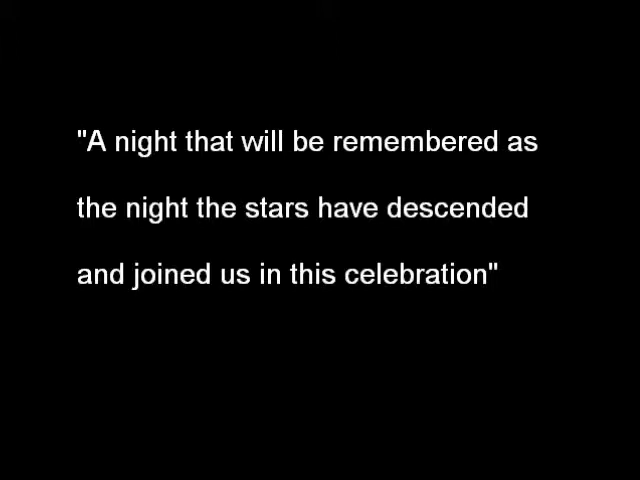 "A night that will be remembered as
the night the stars have descended
and joined us in this celebration"